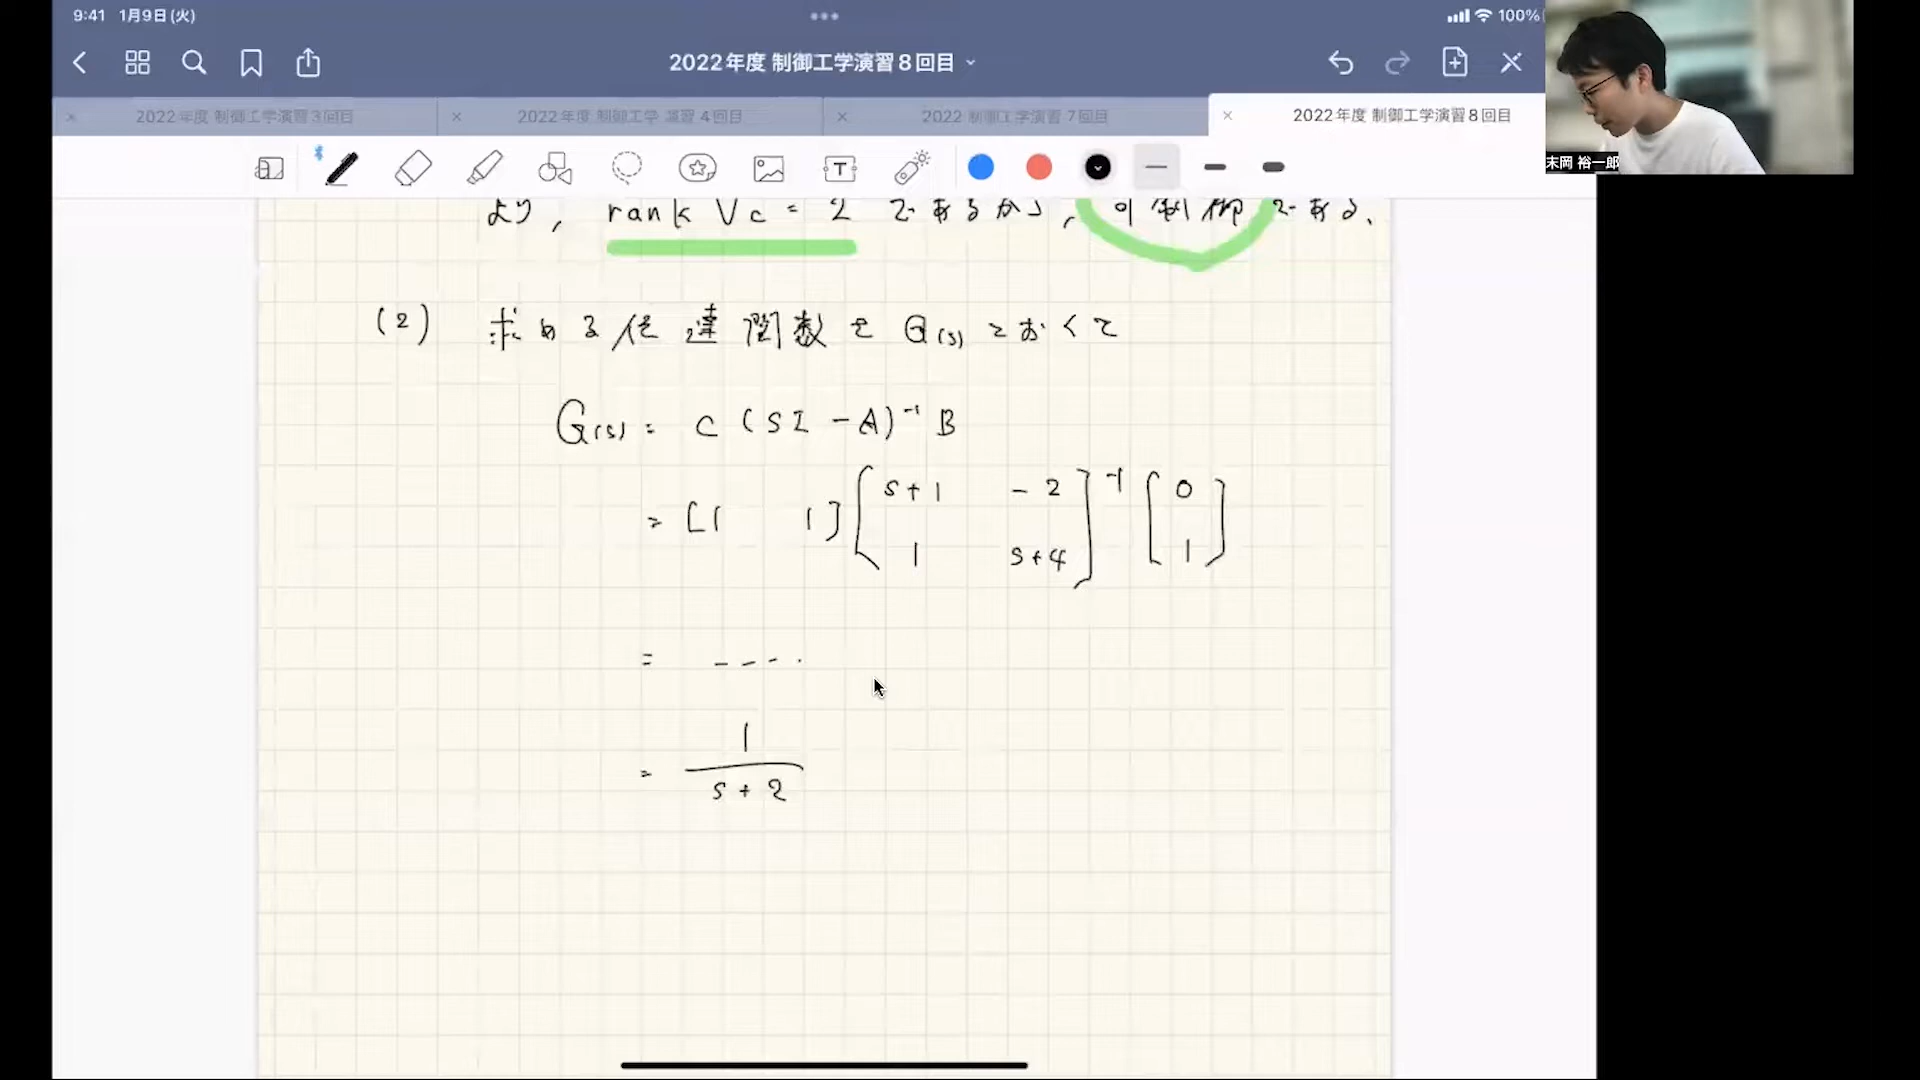 9:41 1月9日(火)
100%
2022年度 制御工学演習8回目
2022年度 制御工学演習3回目
2022年度 制御工学 演習 4回目
2022 制御工学演習 7回目
2022年度 制御工学演習8回目
末岡 裕一郎
より, rank Vc = 2 であるから, 可制御である.
(2) 求める伝達関数を G(s) とおくと
G(s) = C (sI - A)⁻¹ B
= [1 1] [s+1 -2; 1 s+4]⁻¹ [0; 1]
= ----.
= 1/(s+2)